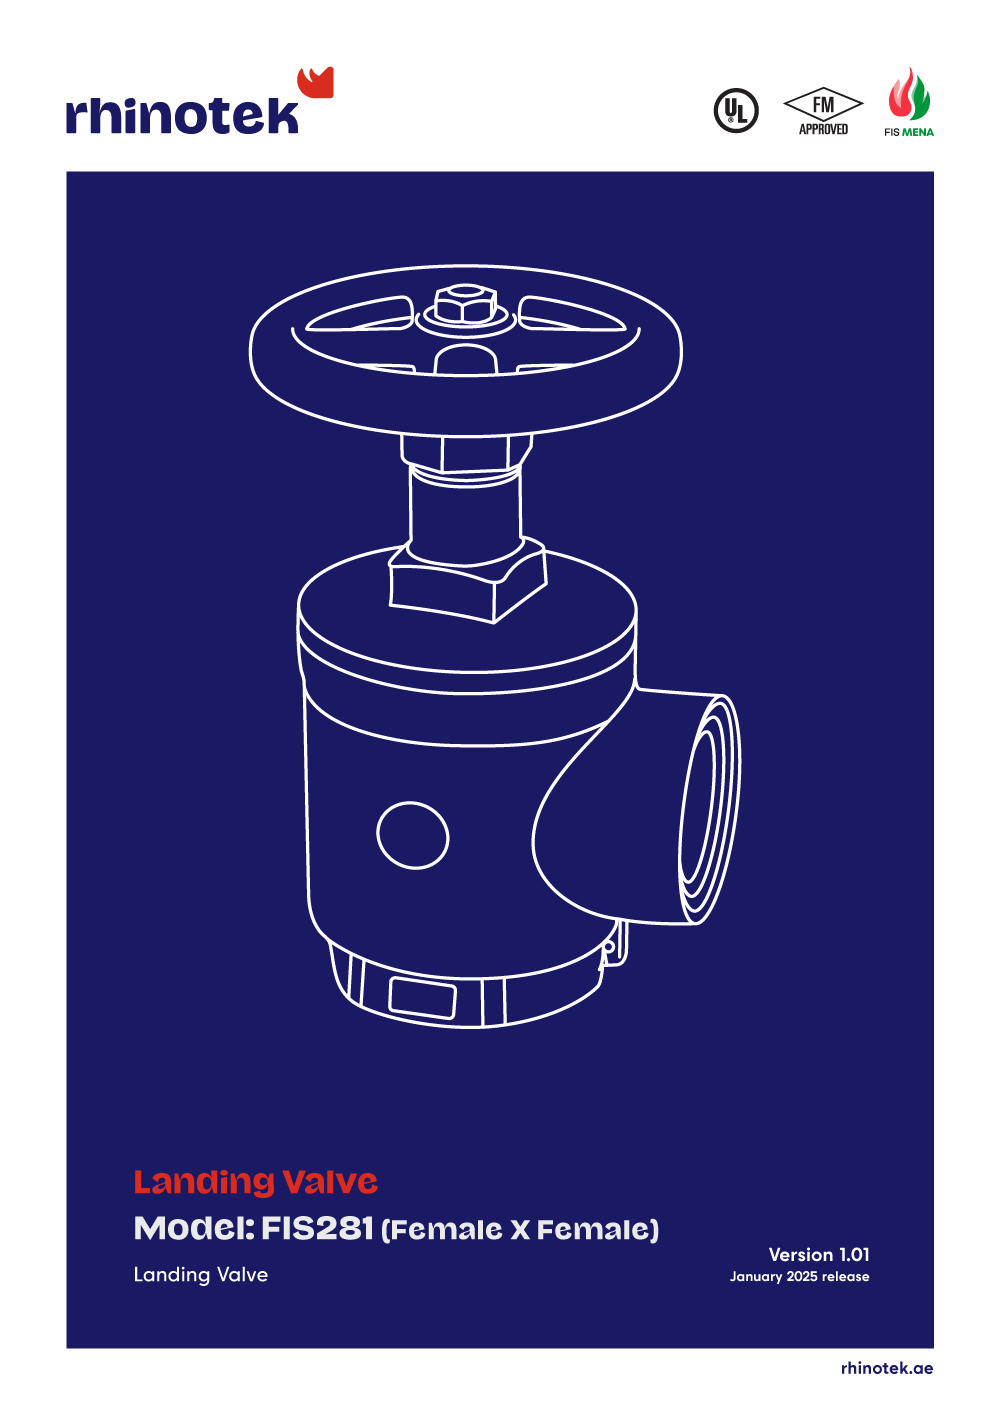 rhinotek
UL
®
FM
APPROVED
FIS MENA
Landing Valve
Model: FIS281 (Female X Female)
Landing Valve
Version 1.01
January 2025 release
rhinotek.ae